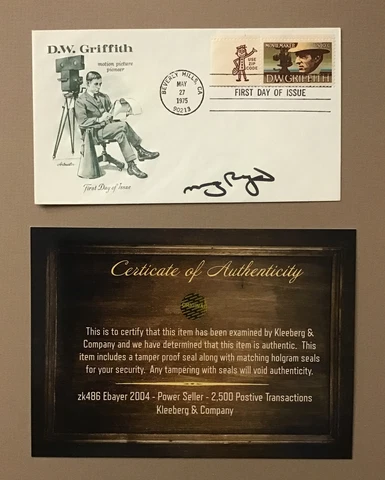 D.W. Griffith
motion picture
pioneer
First Day of Issue
BEVERLY HILLS, CA
MAY
27
1975
90213
USE
ZIP
CODE
MOVIEMAKER
D.W. GRIFFITH
FIRST DAY OF ISSUE
Certicate of Authenticity
This is to certify that this item has been examined by Kleeberg &
Company and we have determined that this item is authentic. This
item includes a tamper proof seal along with matching holgram seals
for your security. Any tampering with seals will void authenticity.
zk486 Ebayer 2004 - Power Seller - 2,500 Postive Transactions
Kleeberg & Company